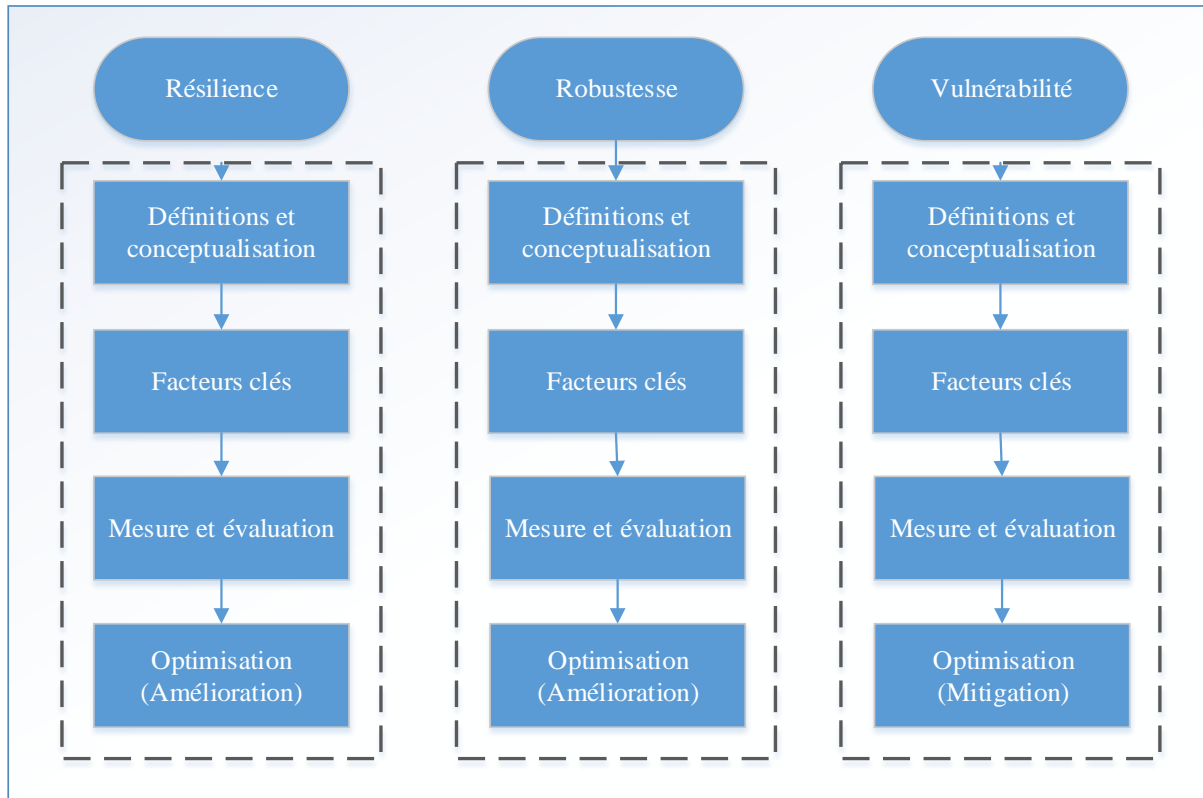 Résilience
Définitions et
conceptualisation
Facteurs clés
Mesure et évaluation
Optimisation
(Amélioration)
Robustesse
Définitions et
conceptualisation
Facteurs clés
Mesure et évaluation
Optimisation
(Amélioration)
Vulnérabilité
Définitions et
conceptualisation
Facteurs clés
Mesure et évaluation
Optimisation
(Mitigation)